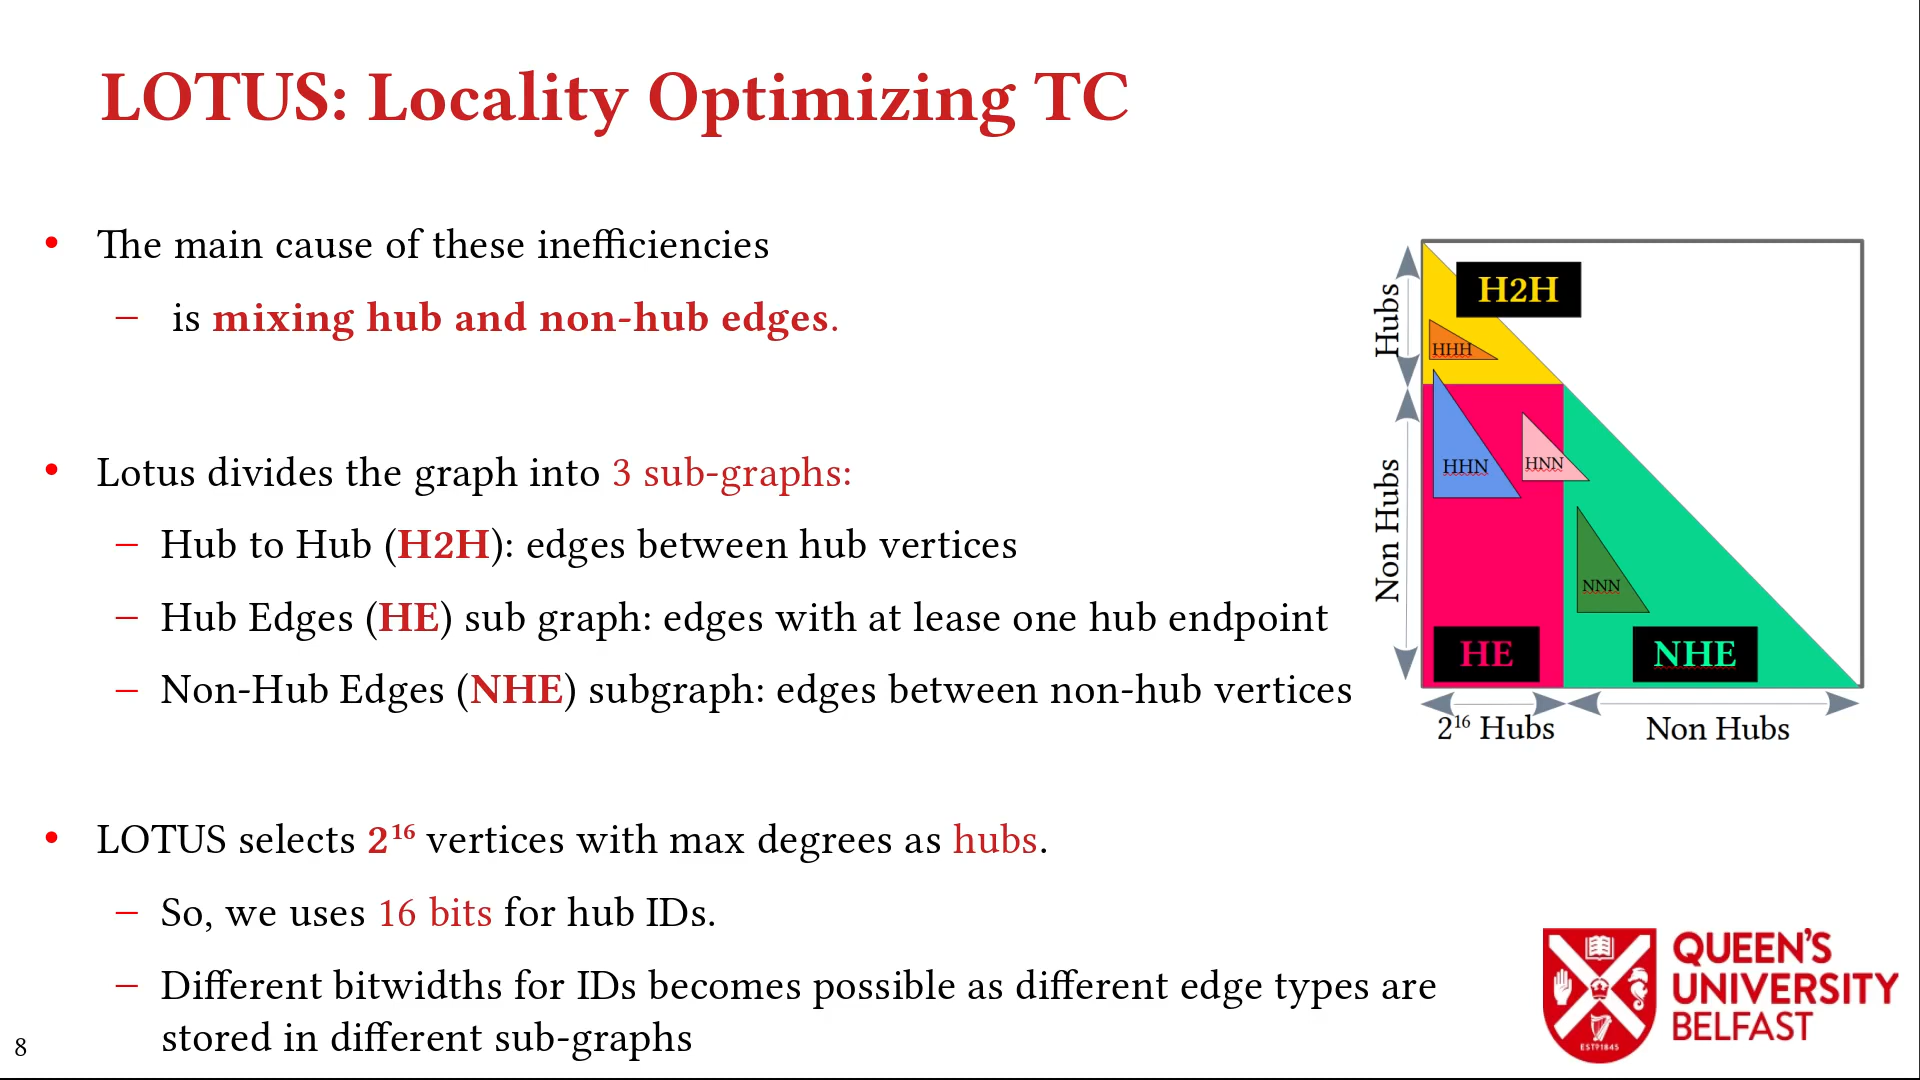 LOTUS: Locality Optimizing TC
• The main cause of these inefficiencies
– is mixing hub and non-hub edges.
• Lotus divides the graph into 3 sub-graphs:
– Hub to Hub (H2H): edges between hub vertices
– Hub Edges (HE) sub graph: edges with at lease one hub endpoint
– Non-Hub Edges (NHE) subgraph: edges between non-hub vertices
• LOTUS selects 2¹⁶ vertices with max degrees as hubs.
– So, we uses 16 bits for hub IDs.
– Different bitwidths for IDs becomes possible as different edge types are
stored in different sub-graphs
8
Hubs
H2H
HHH
Non Hubs
HHN
HNN
NNN
HE
NHE
2¹⁶ Hubs
Non Hubs
QUEEN'S
UNIVERSITY
BELFAST
ESTD1845